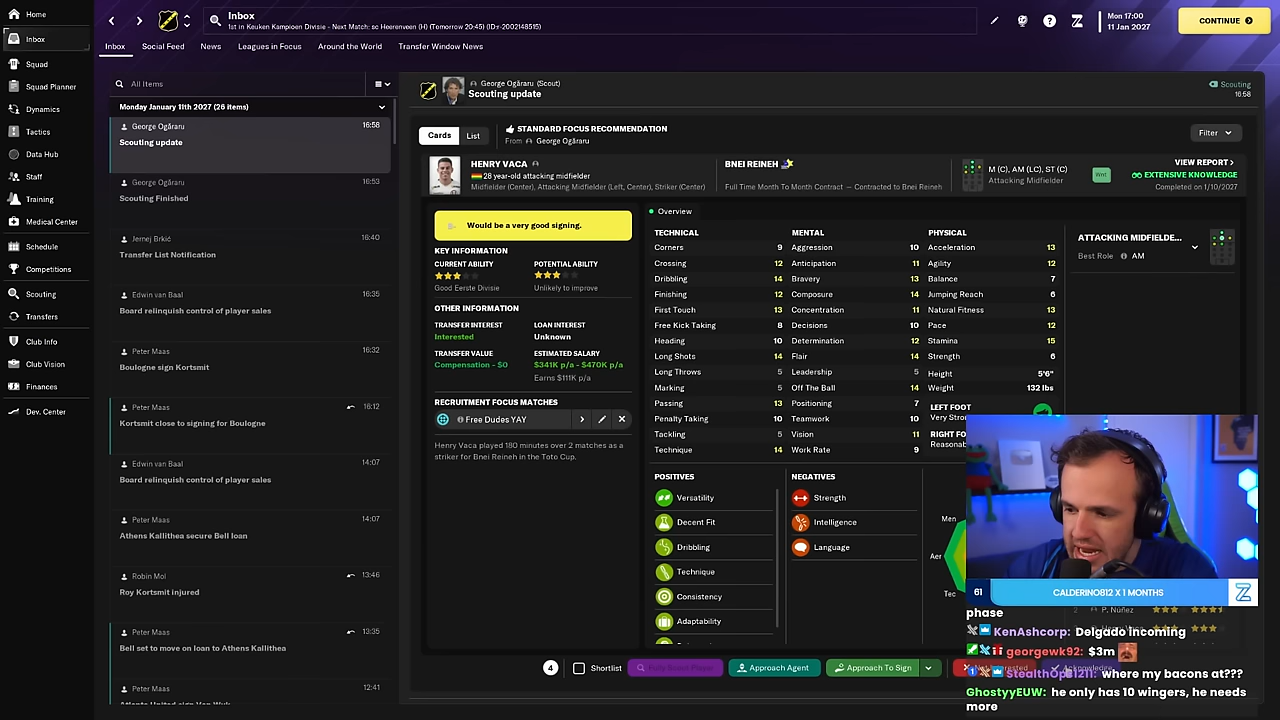 Home
Inbox
Squad
Squad Planner
Dynamics
Tactics
Data Hub
Staff
Training
Medical Center
Schedule
Competitions
Scouting
Transfers
Club Info
Club Vision
Finances
Dev. Center
Inbox
1st in Keuken Kampioen Divisie - Next Match: sc Heerenveen (H) (Tomorrow 20:45) (ID:r-2002148515)
Mon 17:00
11 Jan 2027
CONTINUE
Inbox Social Feed News Leagues in Focus Around the World Transfer Window News
All Items
Monday January 11th 2027 (26 items)
George Ogăraru 16:58
Scouting update
George Ogăraru 16:53
Scouting Finished
Jernej Brkić 16:40
Transfer List Notification
Edwin van Baal 16:35
Board relinquish control of player sales
Peter Maas 16:32
Boulogne sign Kortsmit
Peter Maas 16:12
Kortsmit close to signing for Boulogne
Edwin van Baal 14:07
Board relinquish control of player sales
Peter Maas 14:07
Athens Kallithea secure Bell loan
Robin Mol 13:46
Roy Kortsmit injured
Peter Maas 13:35
Bell set to move on loan to Athens Kallithea
Peter Maas 12:41
George Ogăraru (Scout)
Scouting update
Scouting
16:58
Cards List
STANDARD FOCUS RECOMMENDATION
From George Ogăraru
Filter
HENRY VACA
28 year-old attacking midfielder
Midfielder (Center), Attacking Midfielder (Left, Center), Striker (Center)
BNEI REINEH
Full Time Month To Month Contract – Contracted to Bnei Reineh
M (C), AM (LC), ST (C)
Attacking Midfielder
Wnt
VIEW REPORT
EXTENSIVE KNOWLEDGE
Completed on 1/10/2027
Would be a very good signing.
KEY INFORMATION
CURRENT ABILITY POTENTIAL ABILITY
Good Eerste Divisie Unlikely to improve
OTHER INFORMATION
TRANSFER INTEREST LOAN INTEREST
Interested Unknown
TRANSFER VALUE ESTIMATED SALARY
Compensation - $0 $341K p/a - $470K p/a
Earns $111K p/a
RECRUITMENT FOCUS MATCHES
Free Dudes YAY
Henry Vaca played 180 minutes over 2 matches as a
striker for Bnei Reineh in the Toto Cup.
Overview
TECHNICAL MENTAL PHYSICAL
Corners 9 Aggression 10 Acceleration 13
Crossing 12 Anticipation 11 Agility 12
Dribbling 14 Bravery 13 Balance 7
Finishing 12 Composure 14 Jumping Reach 6
First Touch 13 Concentration 11 Natural Fitness 13
Free Kick Taking 8 Decisions 10 Pace 12
Heading 10 Determination 12 Stamina 15
Long Shots 14 Flair 14 Strength 6
Long Throws 5 Leadership 5 Height 5'6"
Marking 5 Off The Ball 14 Weight 132 lbs
Passing 13 Positioning 7 LEFT FOOT
Penalty Taking 10 Teamwork 10 Very Stro
Tackling 5 Vision 11 RIGHT FO
Technique 14 Work Rate 9 Reasonab
ATTACKING MIDFIELDE...
Best Role AM
POSITIVES NEGATIVES
Versatility Strength
Decent Fit Intelligence
Dribbling Language
Technique
Consistency
Adaptability
Men
Aer
Tec
2 P. Núñez
4 Shortlist Fully Scout Player Approach Agent Approach To Sign
61 CALDERINO812 X 1 MONTHS
phase
KenAshcorp: Delgado incoming
georgewk92: $3m
StealthOps1211: where my bacons at???
GhostyyEUW: he only has 10 wingers, he needs
more